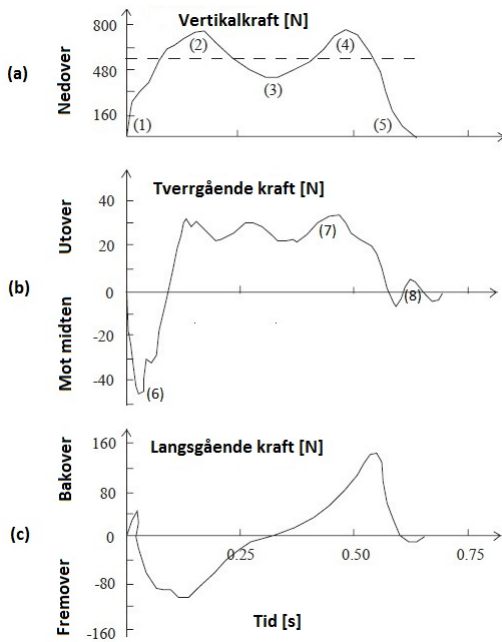 Vertikalkraft [N]
(a)
Nedover
800
480
160
(1)
(2)
(3)
(4)
(5)
Tverrgående kraft [N]
(b)
Utover
Mot midten
40
20
0
-20
-40
(6)
(7)
(8)
Langsgående kraft [N]
(c)
Bakover
Fremover
160
80
0
-80
-160
0.25
0.50
0.75
Tid [s]